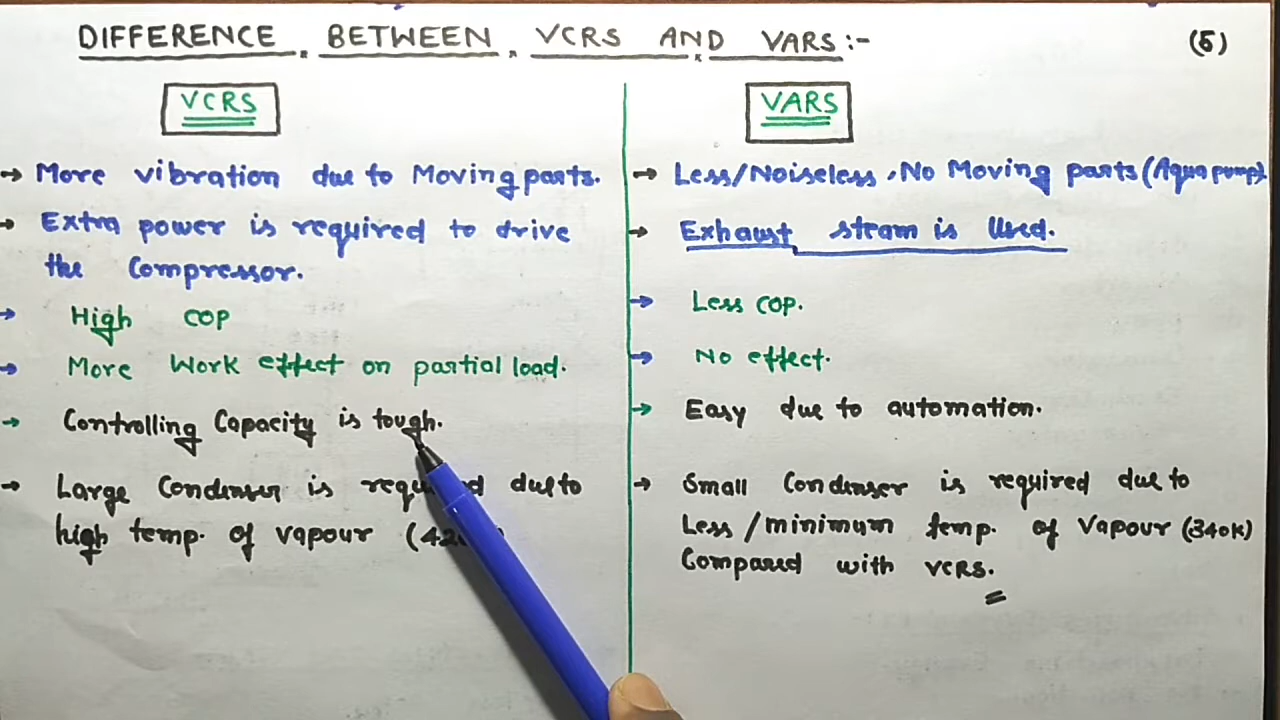 DIFFERENCE BETWEEN VCRS AND VARS :-
(5)
VCRS
→ More vibration due to Moving parts.
→ Extra power is required to drive
the Compressor.
→ High COP
→ More Work effect on partial load.
→ Controlling Capacity is tough.
→ Large Condenser is required due to
high temp. of vapour (42
VARS
→ Less/Noiseless, No Moving parts (Aqua pump).
→ Exhaust steam is Used.
→ Less COP.
→ No effect.
→ Easy due to automation.
→ Small Condenser is required due to
Less/minimum temp. of Vapour (340K)
Compared with VCRS.